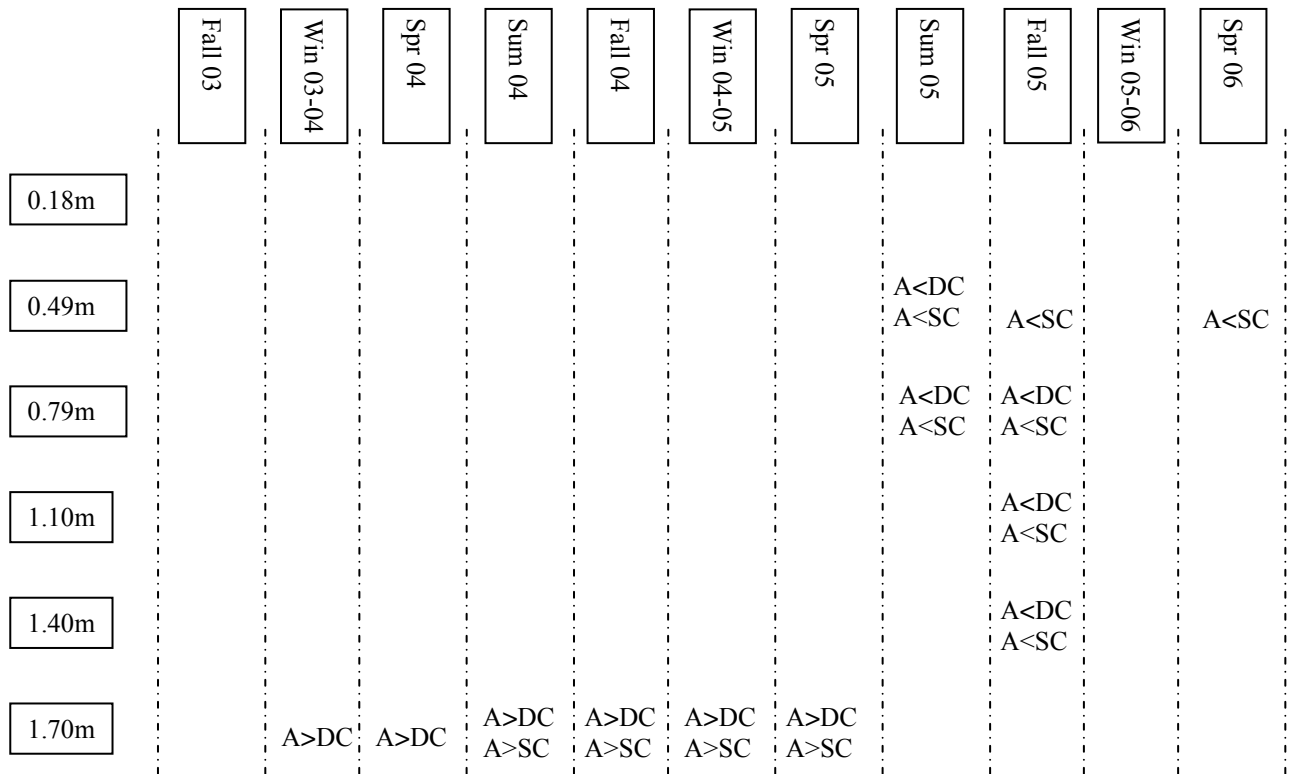 Fall 03
Win 03-04
Spr 04
Sum 04
Fall 04
Win 04-05
Spr 05
Sum 05
Fall 05
Win 05-06
Spr 06
0.18m
0.49m
A<DC
A<SC
A<SC
A<SC
0.79m
A<DC A<DC
A<SC A<SC
1.10m
A<DC
A<SC
1.40m
A<DC
A<SC
1.70m
A>DC
A>DC
A>DC A>DC A>DC A>DC
A>SC A>SC A>SC A>SC